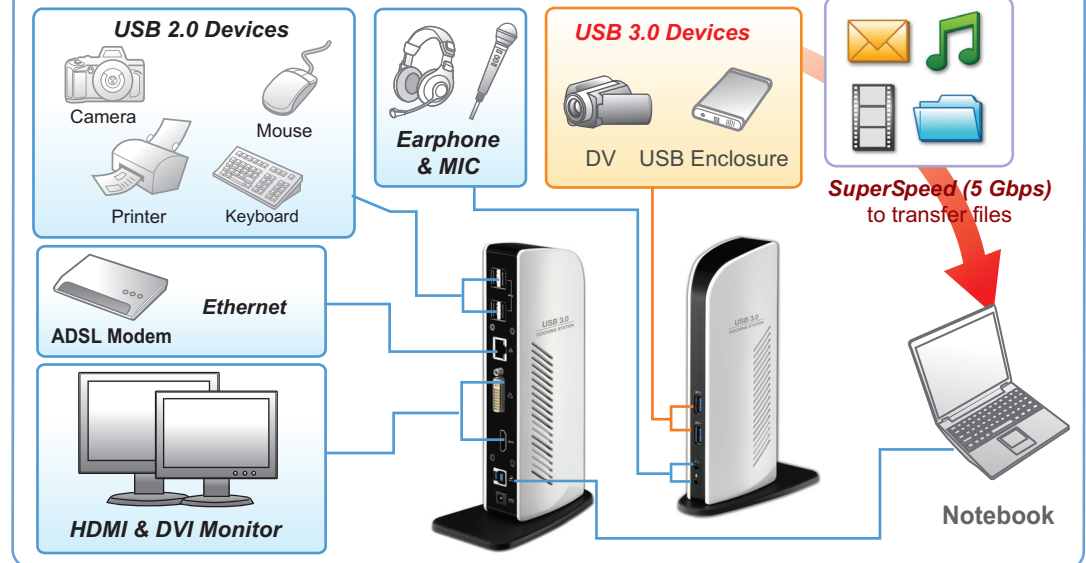 USB 2.0 Devices
Camera
Mouse
Printer
Keyboard
Earphone
& MIC
USB 3.0 Devices
DV
USB Enclosure
SuperSpeed (5 Gbps)
to transfer files
Ethernet
ADSL Modem
HDMI & DVI Monitor
USB 3.0
DOCKING STATION
USB 3.0
DOCKING STATION
Notebook